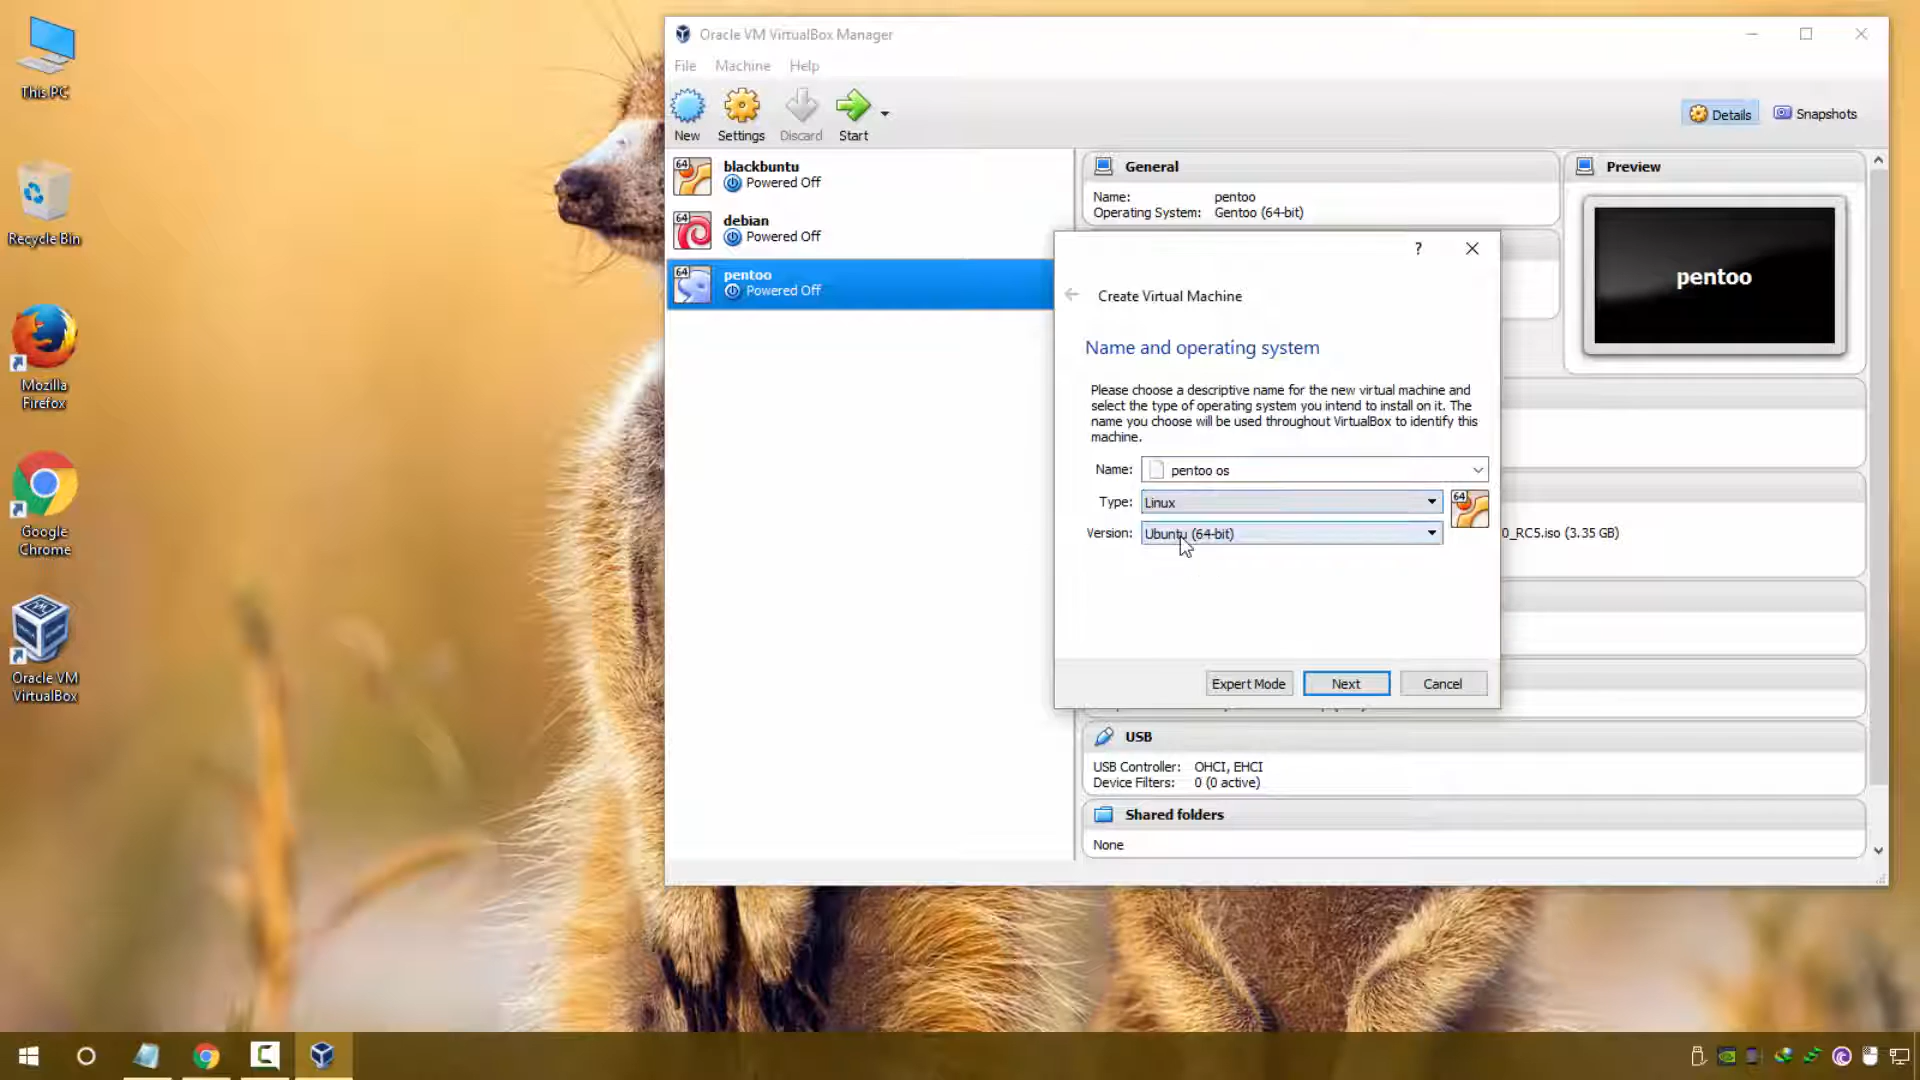 This PC
Recycle Bin
Mozilla
Firefox
Google
Chrome
Oracle VM
VirtualBox
Oracle VM VirtualBox Manager
File Machine Help
New Settings Discard Start
Details Snapshots
64 blackbuntu
Powered Off
64 debian
Powered Off
64 pentoo
Powered Off
General
Name: pentoo
Operating System: Gentoo (64-bit)
Preview
pentoo
?
Create Virtual Machine
Name and operating system
Please choose a descriptive name for the new virtual machine and
select the type of operating system you intend to install on it. The
name you choose will be used throughout VirtualBox to identify this
machine.
Name: pentoo os
Type: Linux
64
Version: Ubuntu (64-bit)
0_RC5.iso (3.35 GB)
Expert Mode Next Cancel
USB
USB Controller: OHCI, EHCI
Device Filters: 0 (0 active)
Shared folders
None